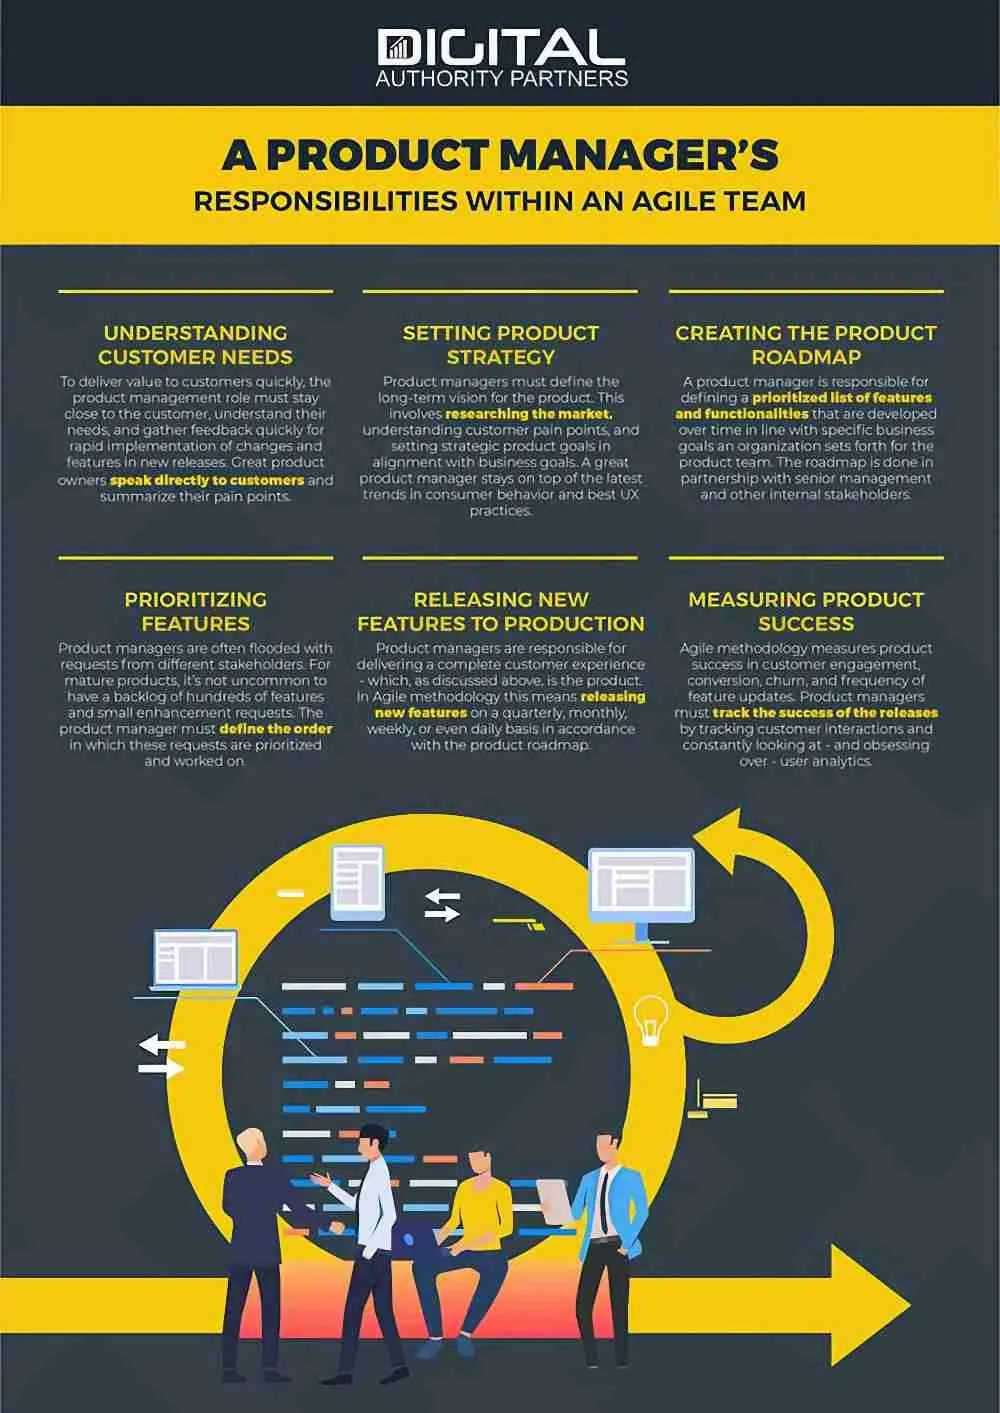 DIGITAL
AUTHORITY PARTNERS
A PRODUCT MANAGER'S
RESPONSIBILITIES WITHIN AN AGILE TEAM
UNDERSTANDING
CUSTOMER NEEDS
To deliver value to customers quickly, the
product management role must stay
close to the customer, understand their
needs, and gather feedback quickly for
rapid implementation of changes and
features in new releases. Great product
owners speak directly to customers and
summarize their pain points.
SETTING PRODUCT
STRATEGY
Product managers must define the
long-term vision for the product. This
involves researching the market,
understanding customer pain points, and
setting strategic product goals in
alignment with business goals. A great
product manager stays on top of the latest
trends in consumer behavior and best UX
practices.
CREATING THE PRODUCT
ROADMAP
A product manager is responsible for
defining a prioritized list of features
and functionalities that are developed
over time in line with specific business
goals an organization sets forth for the
product team. The roadmap is done in
partnership with senior management
and other internal stakeholders.
PRIORITIZING
FEATURES
Product managers are often flooded with
requests from different stakeholders. For
mature products, it's not uncommon to
have a backlog of hundreds of features
and small enhancement requests. The
product manager must define the order
in which these requests are prioritized
and worked on.
RELEASING NEW
FEATURES TO PRODUCTION
Product managers are responsible for
delivering a complete customer experience
- which, as discussed above, is the product.
In Agile methodology this means releasing
new features on a quarterly, monthly,
weekly, or even daily basis in accordance
with the product roadmap.
MEASURING PRODUCT
SUCCESS
Agile methodology measures product
success in customer engagement,
conversion, churn, and frequency of
feature updates. Product managers
must track the success of the releases
by tracking customer interactions and
constantly looking at - and obsessing
over - user analytics.